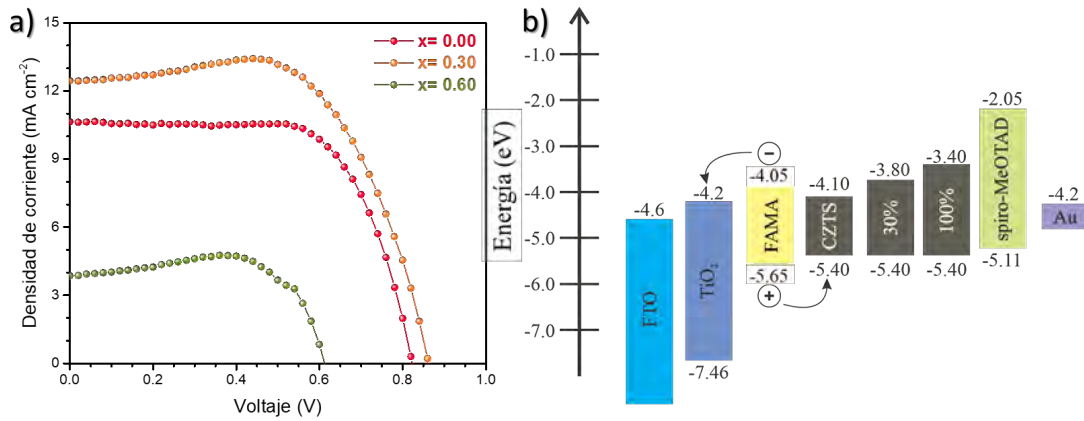 a)
15
12
9
6
3
0
Densidad de corriente (mA cm⁻²)
0.0
0.2
0.4
0.6
0.8
1.0
Voltaje (V)
x= 0.00
x= 0.30
x= 0.60
b)
Energía (eV)
-1.0
-2.0
-3.0
-4.0
-5.0
-6.0
-7.0
-4.6
FTO
-4.2
TiO₂
-7.46
−
-4.05
FAMA
-5.65
+
-4.10
CZTS
-5.40
-3.80
30%
-5.40
-3.40
100%
-5.40
-2.05
spiro-MeOTAD
-5.11
-4.2
Au